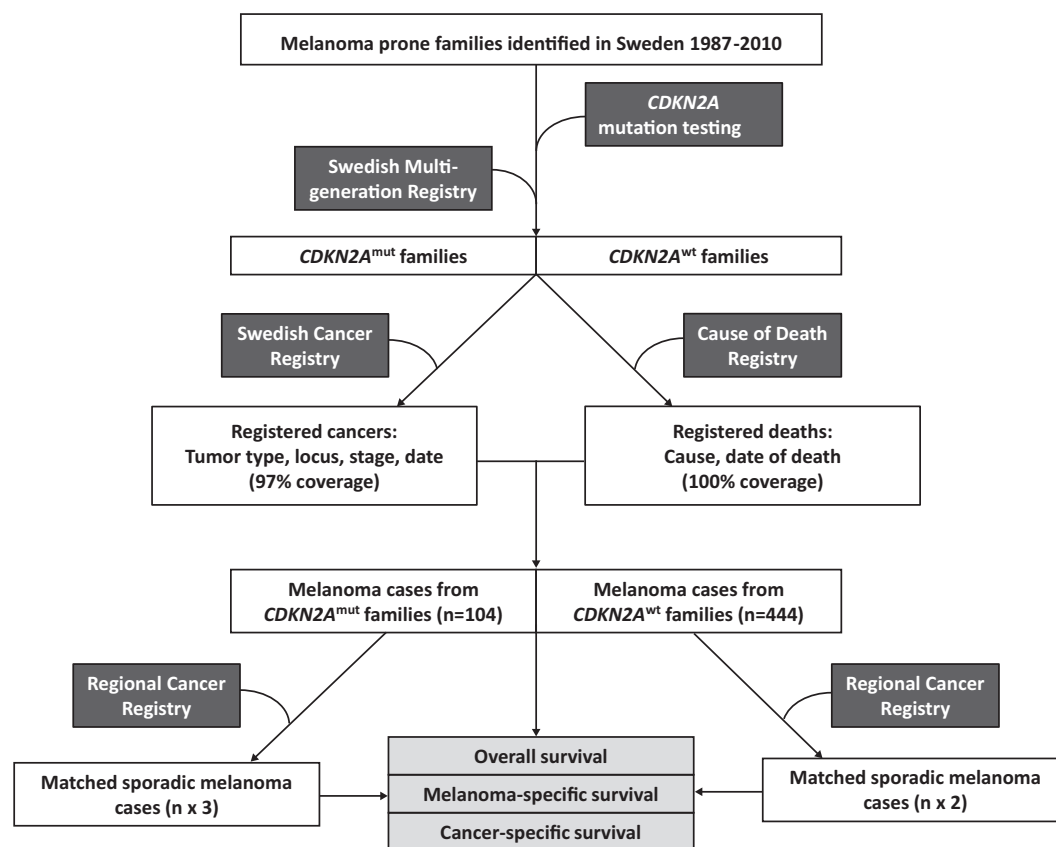 Melanoma prone families identified in Sweden 1987-2010
CDKN2A
mutation testing
Swedish Multi-
generation Registry
CDKN2Amut families
CDKN2Awt families
Swedish Cancer
Registry
Cause of Death
Registry
Registered cancers:
Tumor type, locus, stage, date
(97% coverage)
Registered deaths:
Cause, date of death
(100% coverage)
Melanoma cases from
CDKN2Amut families (n=104)
Melanoma cases from
CDKN2Awt families (n=444)
Regional Cancer
Registry
Regional Cancer
Registry
Matched sporadic melanoma
cases (n x 3)
Overall survival
Melanoma-specific survival
Cancer-specific survival
Matched sporadic melanoma
cases (n x 2)